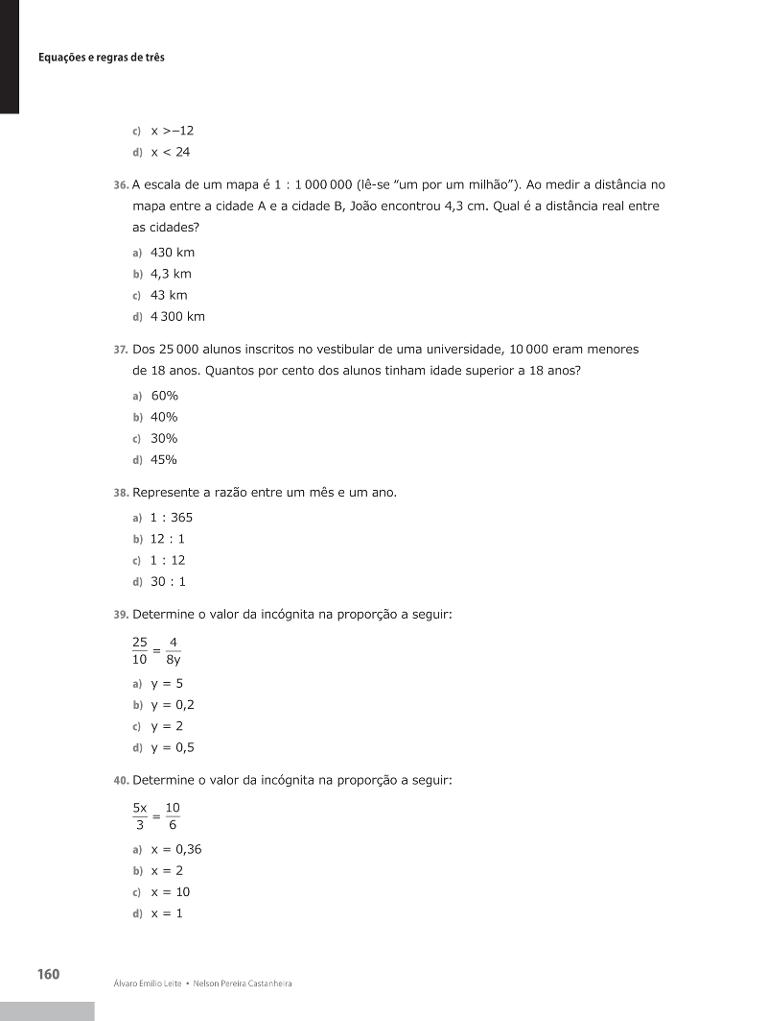 Equações e regras de três
c) x >–12
d) x < 24
36. A escala de um mapa é 1 : 1 000 000 (lê-se “um por um milhão”). Ao medir a distância no
mapa entre a cidade A e a cidade B, João encontrou 4,3 cm. Qual é a distância real entre
as cidades?
a) 430 km
b) 4,3 km
c) 43 km
d) 4 300 km
37. Dos 25 000 alunos inscritos no vestibular de uma universidade, 10 000 eram menores
de 18 anos. Quantos por cento dos alunos tinham idade superior a 18 anos?
a) 60%
b) 40%
c) 30%
d) 45%
38. Represente a razão entre um mês e um ano.
a) 1 : 365
b) 12 : 1
c) 1 : 12
d) 30 : 1
39. Determine o valor da incógnita na proporção a seguir:
25/10 = 4/8y
a) y = 5
b) y = 0,2
c) y = 2
d) y = 0,5
40. Determine o valor da incógnita na proporção a seguir:
5x/3 = 10/6
a) x = 0,36
b) x = 2
c) x = 10
d) x = 1
160
Álvaro Emilio Leite • Nelson Pereira Castanheira